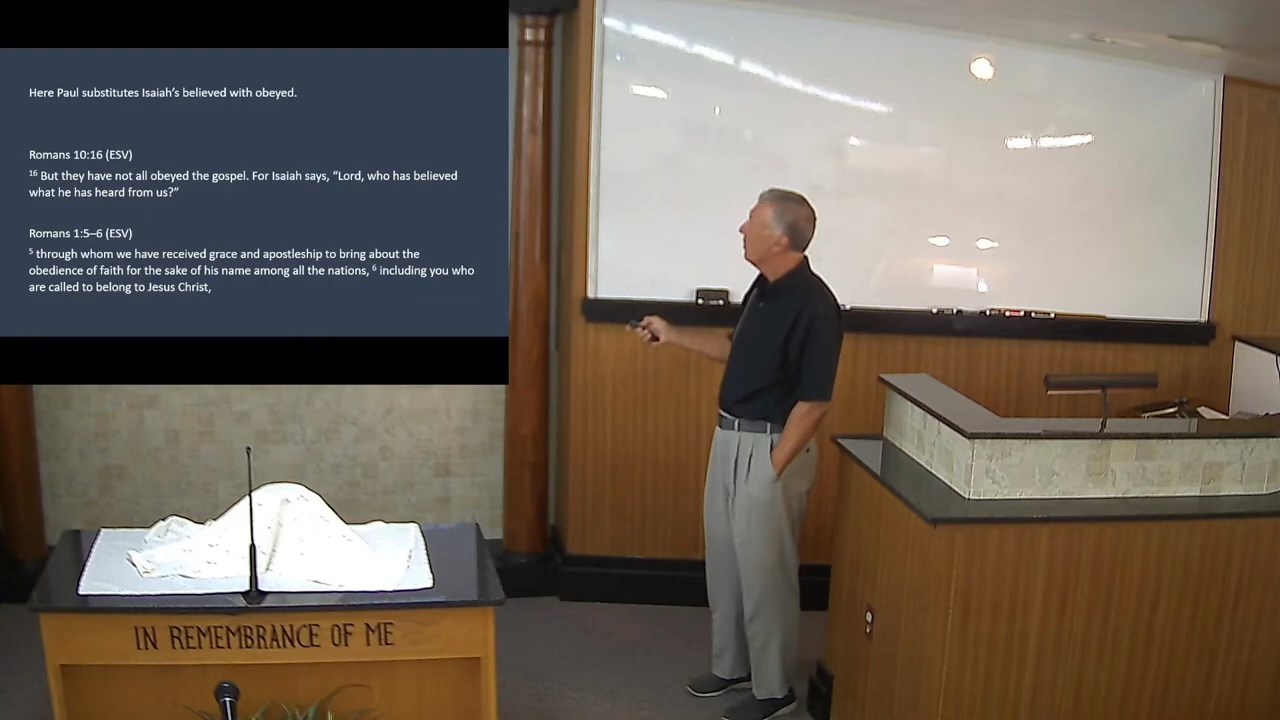 Here Paul substitutes Isaiah's believed with obeyed.
Romans 10:16 (ESV)
16 But they have not all obeyed the gospel. For Isaiah says, “Lord, who has believed
what he has heard from us?”
Romans 1:5–6 (ESV)
5 through whom we have received grace and apostleship to bring about the
obedience of faith for the sake of his name among all the nations, 6 including you who
are called to belong to Jesus Christ,
IN REMEMBRANCE OF ME